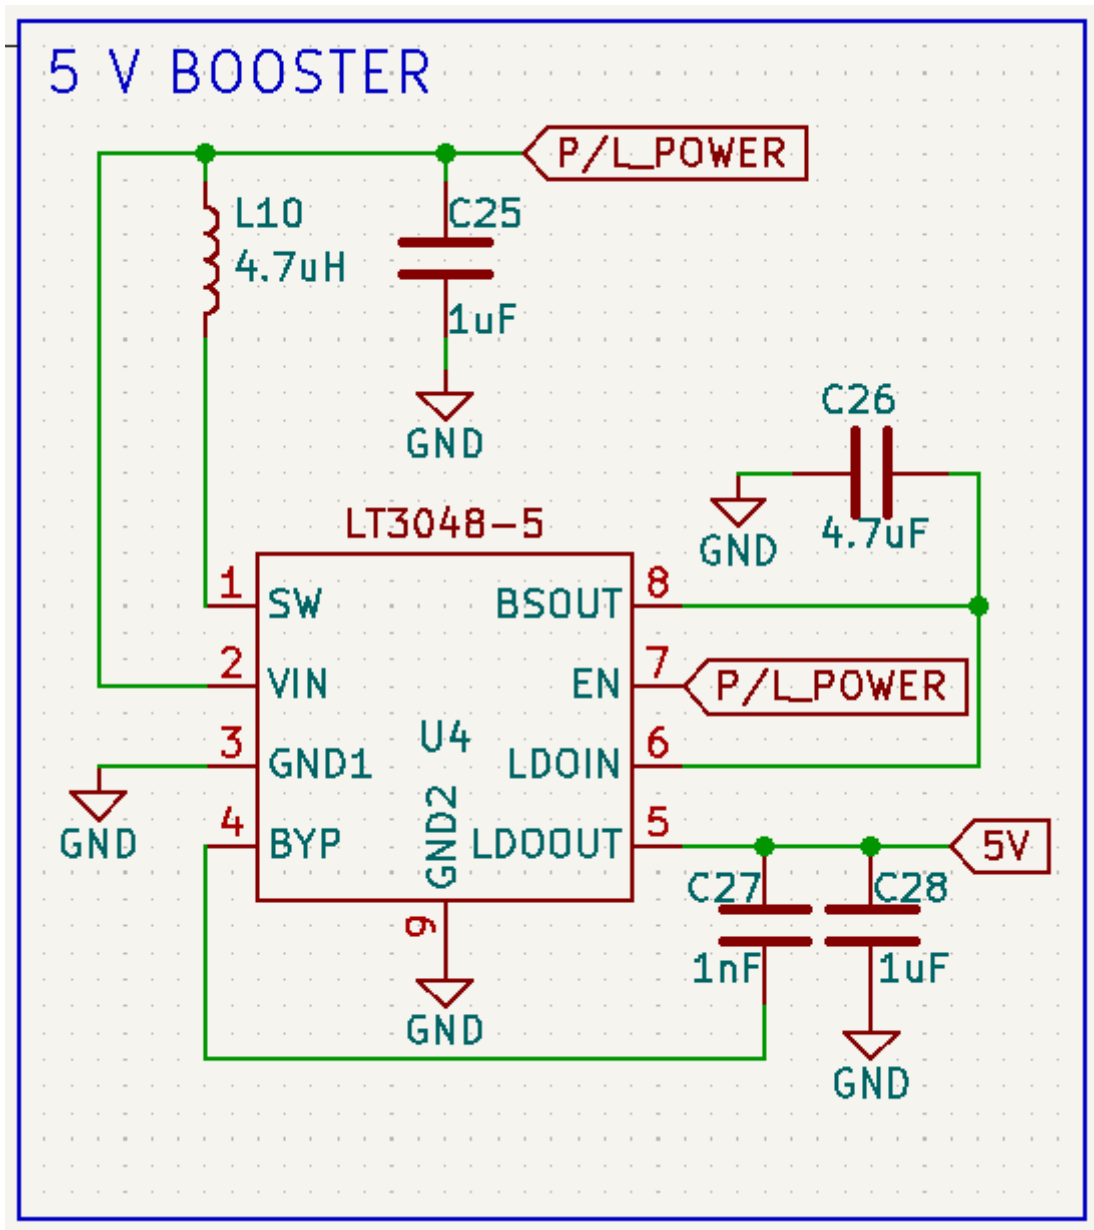 5 V BOOSTER
P/L_POWER
L10
4.7uH
C25
1uF
GND
C26
4.7uF
GND
LT3048-5
1
SW
2
VIN
3
GND1
4
BYP
GND
U4
GND2
9
GND
BSOUT
8
EN
7
P/L_POWER
LDOIN
6
LDOOUT
5
5V
C27
1nF
C28
1uF
GND